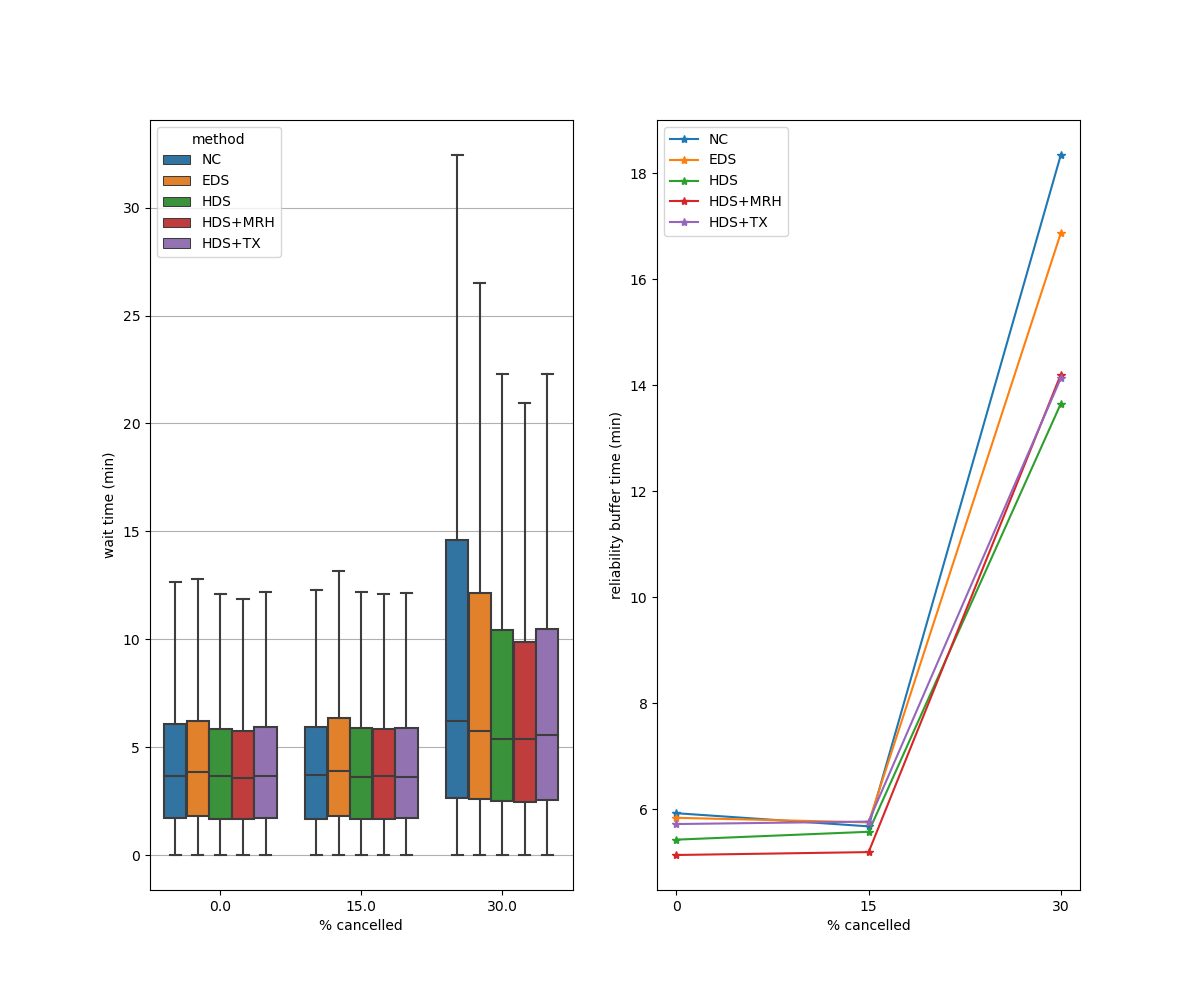 method
NC
EDS
HDS
HDS+MRH
HDS+TX
30
25
20
15
10
5
0
wait time (min)
0.0
15.0
30.0
% cancelled
NC
EDS
HDS
HDS+MRH
HDS+TX
18
16
14
12
10
8
6
reliability buffer time (min)
0
15
30
% cancelled